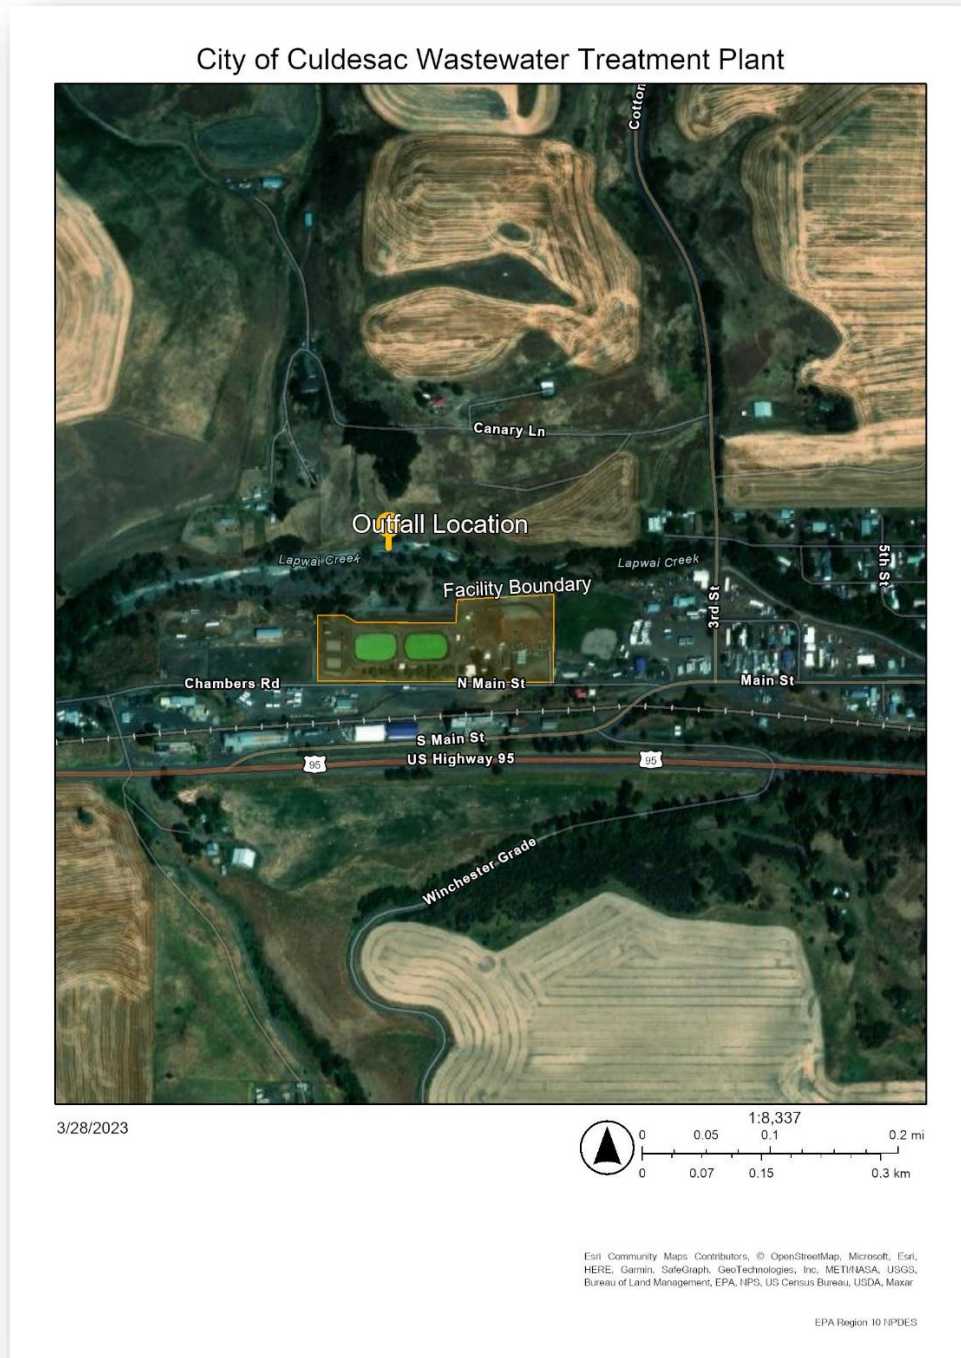 City of Culdesac Wastewater Treatment Plant
Cotton
Canary Ln
Outfall Location
Lapwai Creek
Lapwai Creek
5th St
Facility Boundary
3rd St
Chambers Rd
N Main St
Main St
S Main St
US Highway 95
95
95
Winchester Grade
3/28/2023
1:8,337
0 0.05 0.1 0.2 mi
0 0.07 0.15 0.3 km
Esri Community Maps Contributors, © OpenStreetMap, Microsoft, Esri,
HERE, Garmin, SafeGraph, GeoTechnologies, Inc, METI/NASA, USGS,
Bureau of Land Management, EPA, NPS, US Census Bureau, USDA, Maxar
EPA Region 10 NPDES